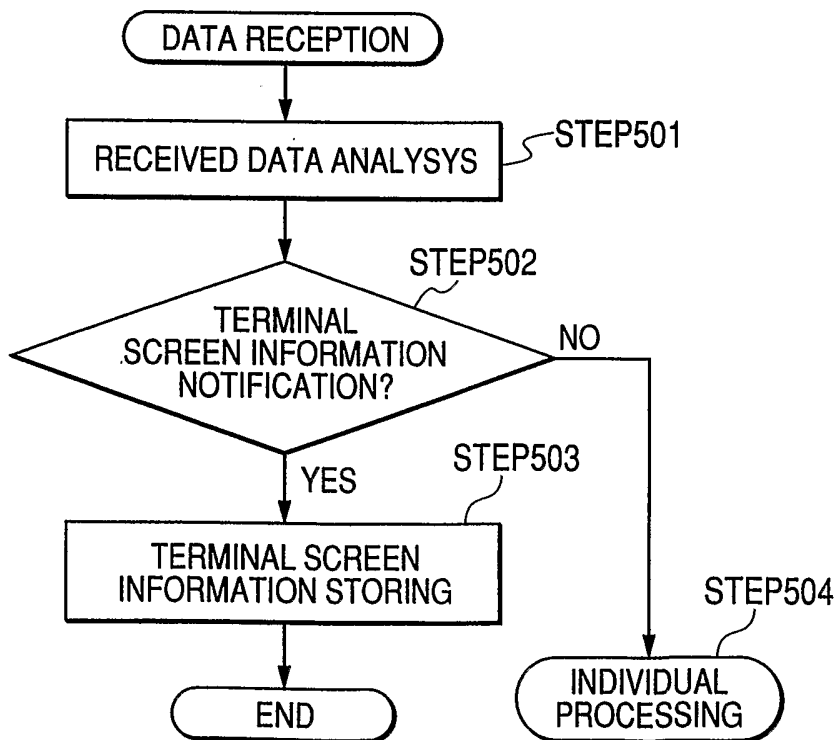 DATA RECEPTION
RECEIVED DATA ANALYSYS
STEP501
STEP502
TERMINAL
SCREEN INFORMATION
NOTIFICATION?
NO
YES
STEP503
TERMINAL SCREEN
INFORMATION STORING
STEP504
END
INDIVIDUAL
PROCESSING